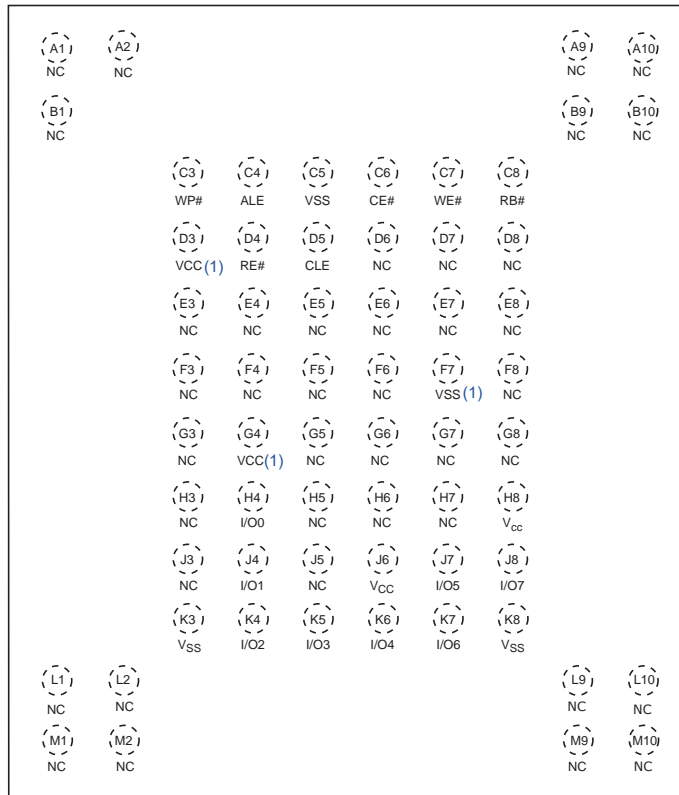 A1 A2 A9 A10
NC NC NC NC
B1 B9 B10
NC NC NC
C3 C4 C5 C6 C7 C8
WP# ALE VSS CE# WE# RB#
D3 D4 D5 D6 D7 D8
VCC(1) RE# CLE NC NC NC
E3 E4 E5 E6 E7 E8
NC NC NC NC NC NC
F3 F4 F5 F6 F7 F8
NC NC NC NC VSS(1) NC
G3 G4 G5 G6 G7 G8
NC VCC(1) NC NC NC NC
H3 H4 H5 H6 H7 H8
NC I/O0 NC NC NC Vcc
J3 J4 J5 J6 J7 J8
NC I/O1 NC VCC I/O5 I/O7
K3 K4 K5 K6 K7 K8
VSS I/O2 I/O3 I/O4 I/O6 VSS
L1 L2 L9 L10
NC NC NC NC
M1 M2 M9 M10
NC NC NC NC